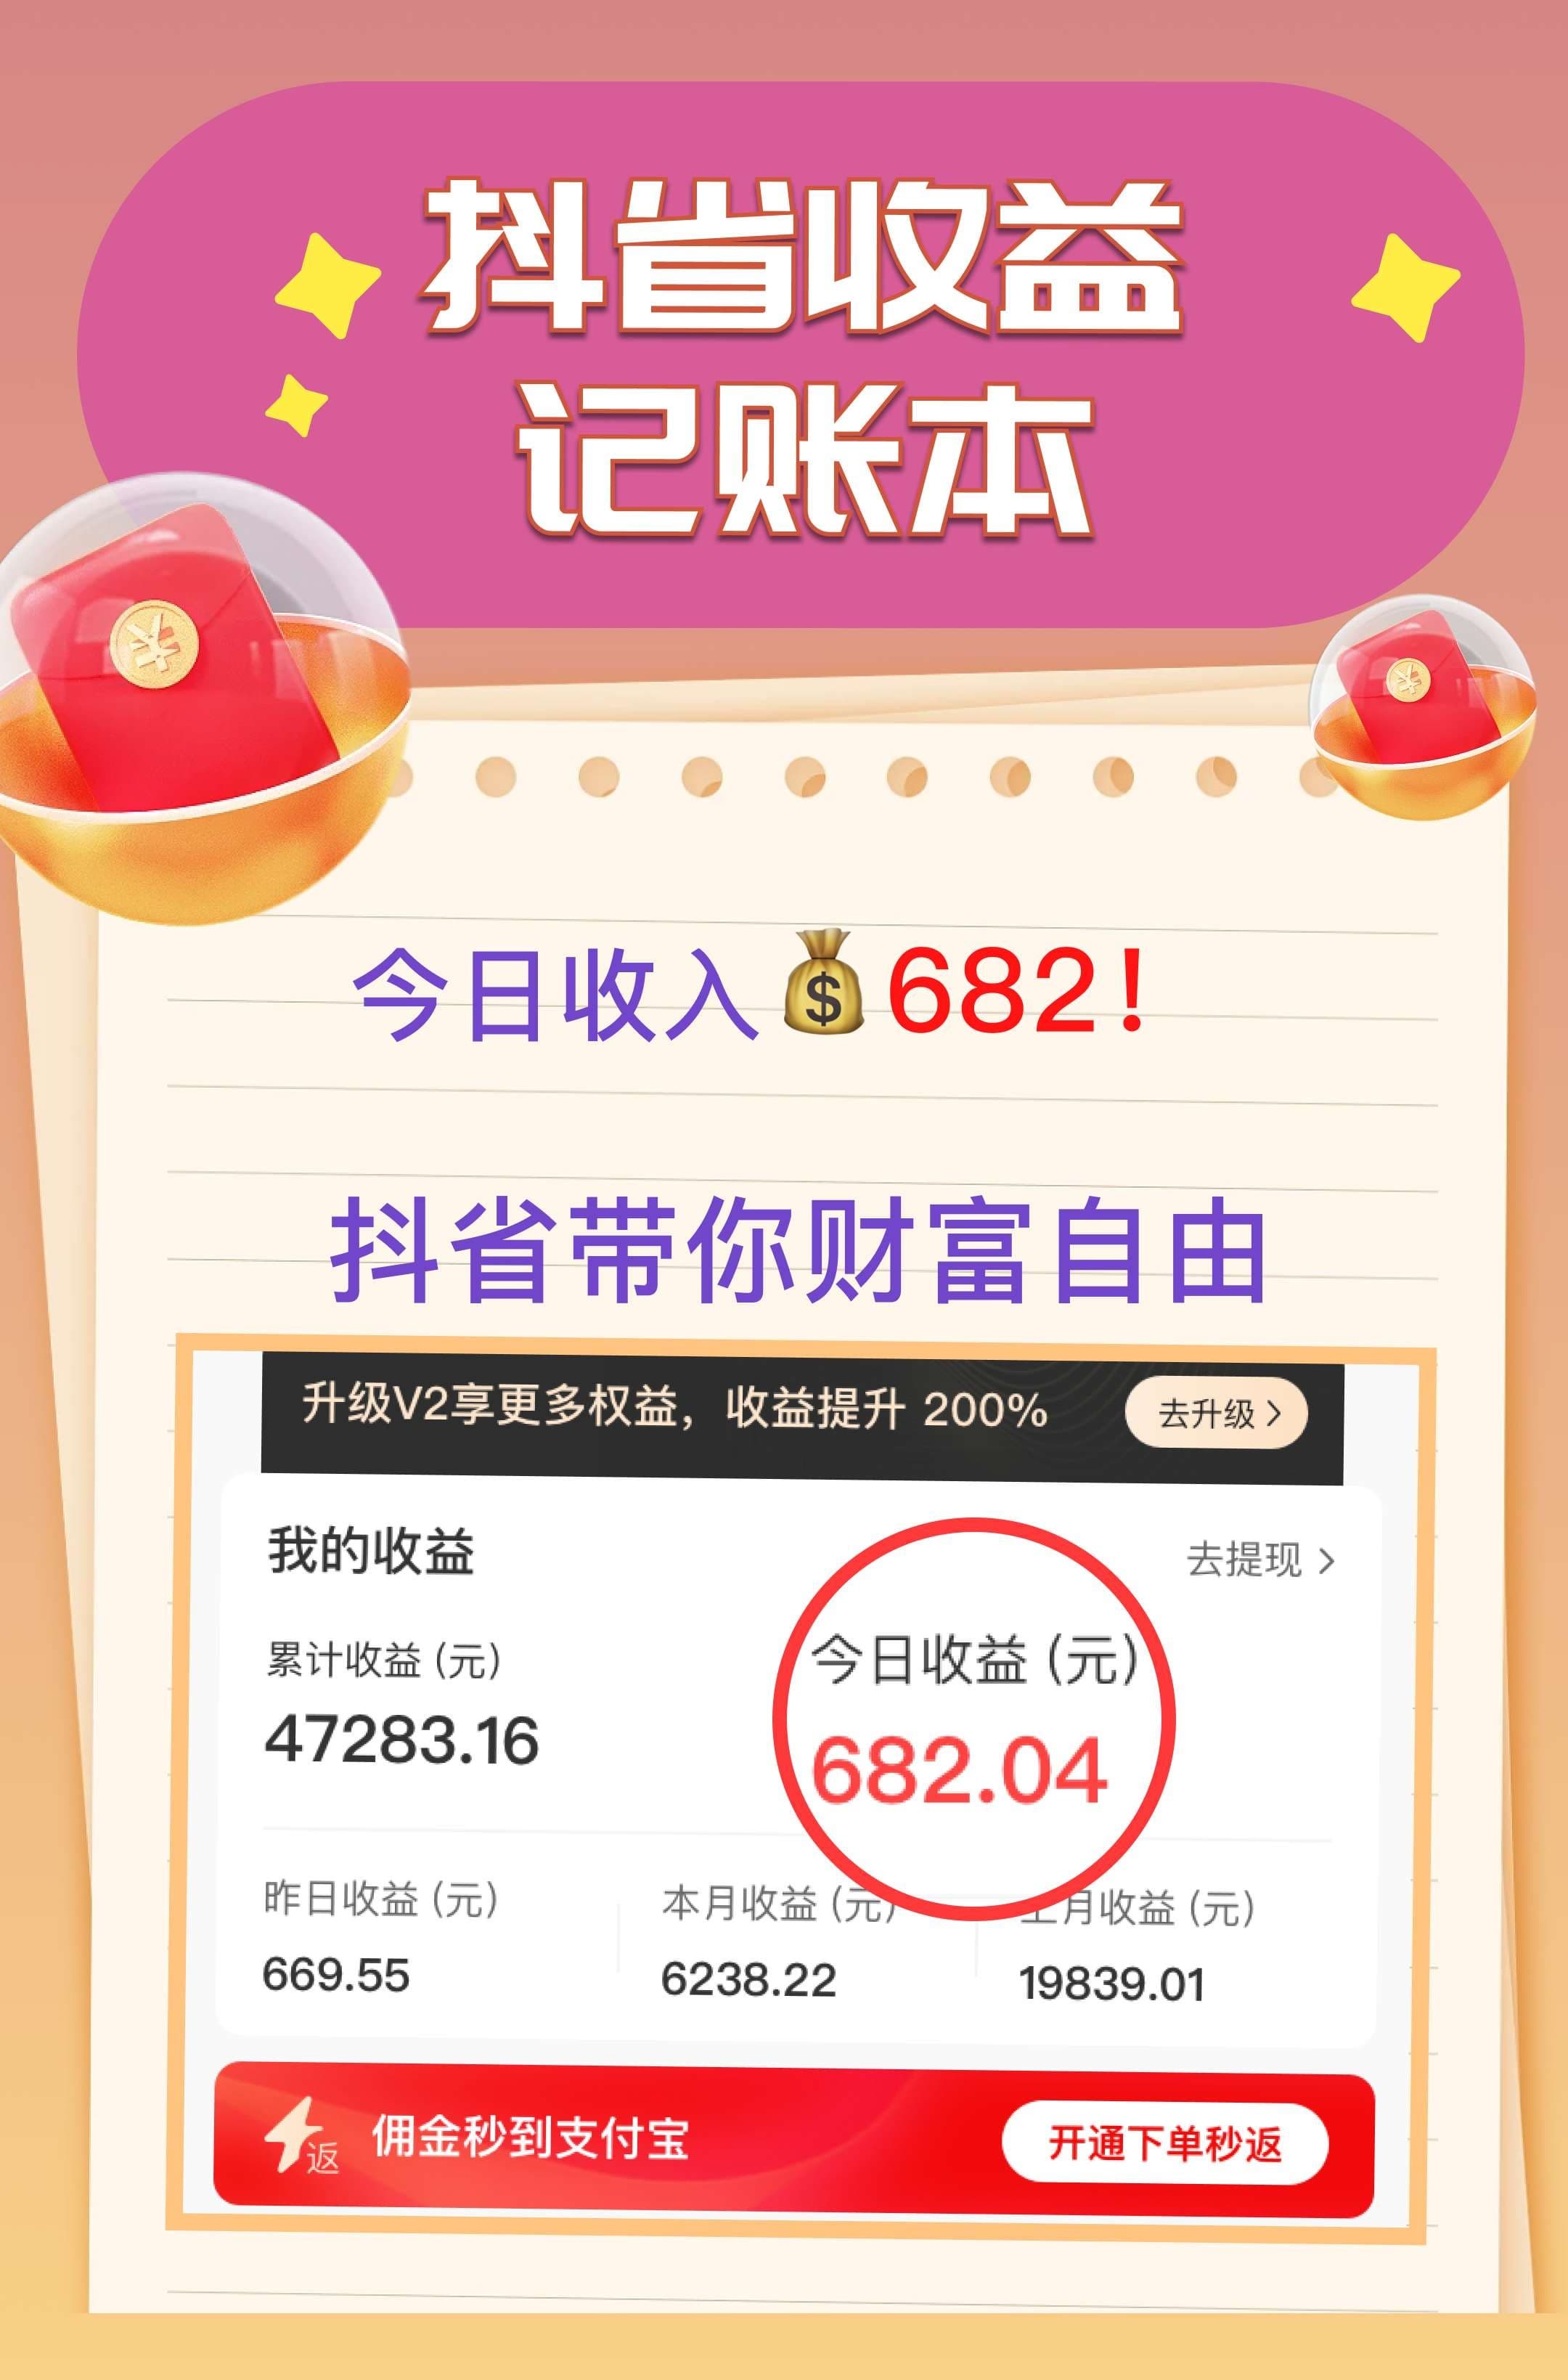 抖省收益
记账本
今日收入💰682！
抖省带你财富自由
升级V2享更多权益，收益提升 200%
去升级 >
我的收益
去提现 >
累计收益 (元)
今日收益 (元)
47283.16
682.04
昨日收益 (元)
本月收益 (元)
上月收益 (元)
669.55
6238.22
19839.01
返
佣金秒到支付宝
开通下单秒返